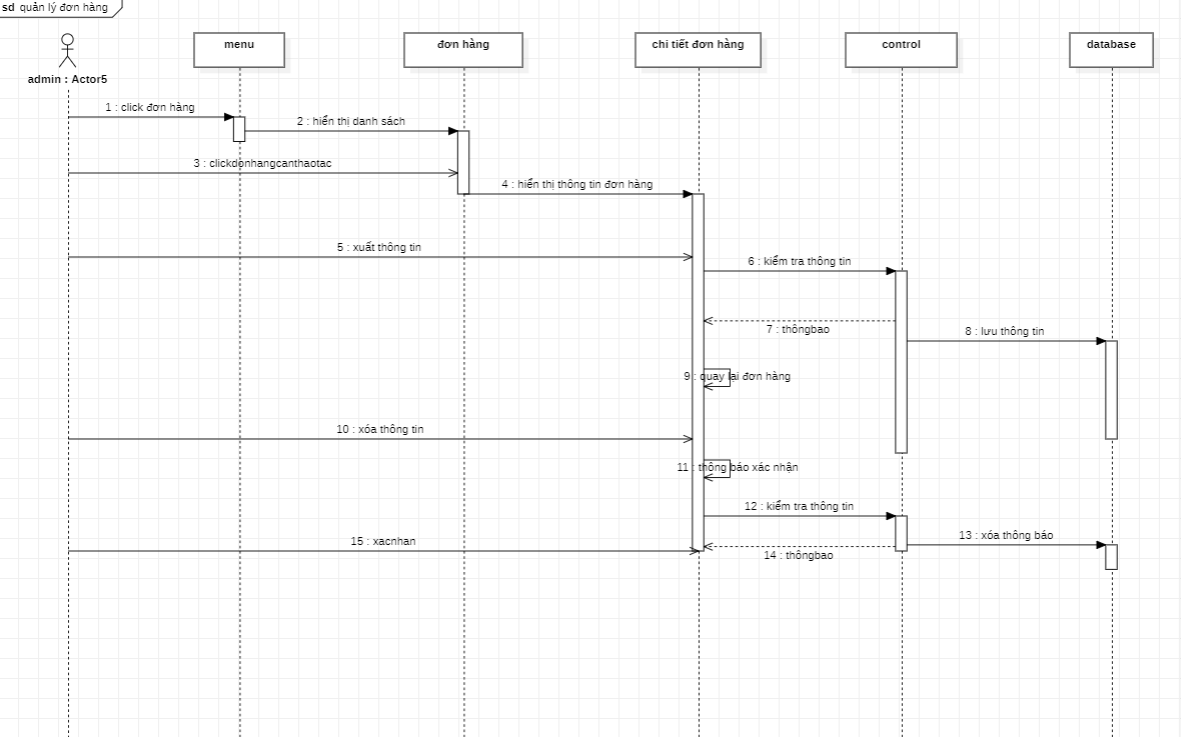 sd quản lý đơn hàng
menu
đơn hàng
chi tiết đơn hàng
control
database
admin : Actor5
1 : click đơn hàng
2 : hiển thị danh sách
3 : clickdonhangcanthaotac
4 : hiển thị thông tin đơn hàng
5 : xuất thông tin
6 : kiểm tra thông tin
7 : thôngbao
8 : lưu thông tin
9 : quay lại đơn hàng
10 : xóa thông tin
11 : thông báo xác nhận
12 : kiểm tra thông tin
13 : xóa thông báo
15 : xacnhan
14 : thôngbao